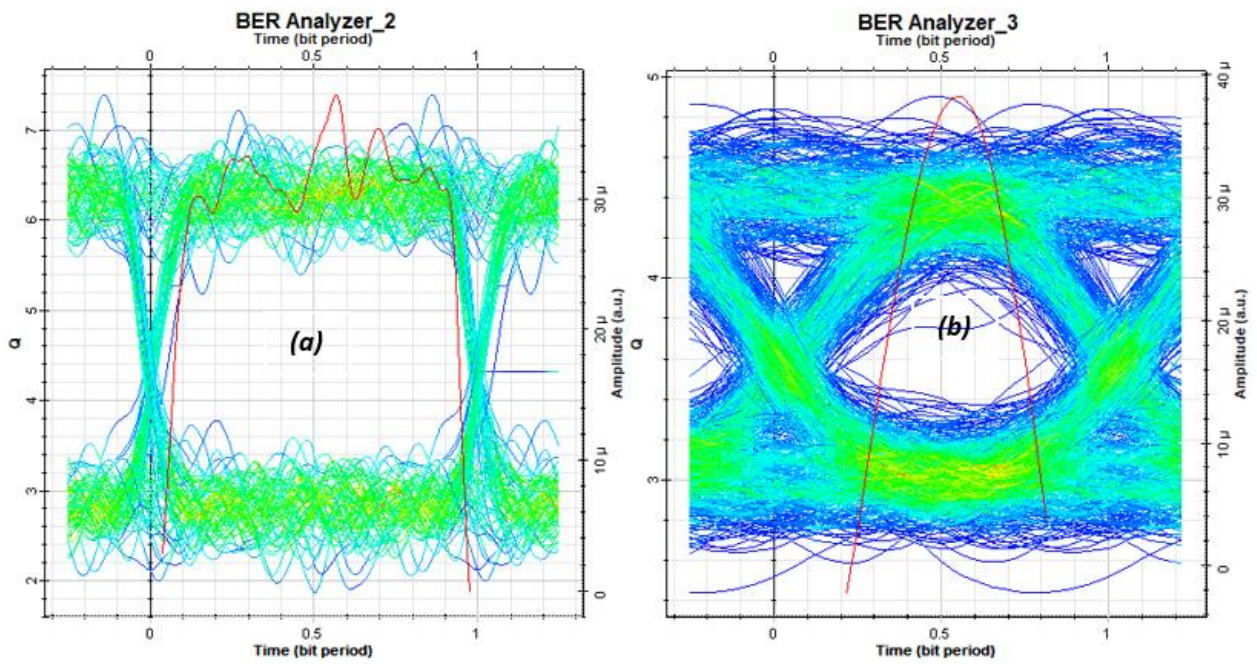 BER Analyzer_2
Time (bit period)
0 0.5 1
Q
7
6
5
4
3
2
(a)
Amplitude (a.u.)
30 µ
20 µ
10 µ
0
0 0.5 1
Time (bit period)
BER Analyzer_3
Time (bit period)
0 0.5 1
Q
5
4
3
(b)
Amplitude (a.u.)
40 µ
30 µ
20 µ
10 µ
0
0 0.5 1
Time (bit period)